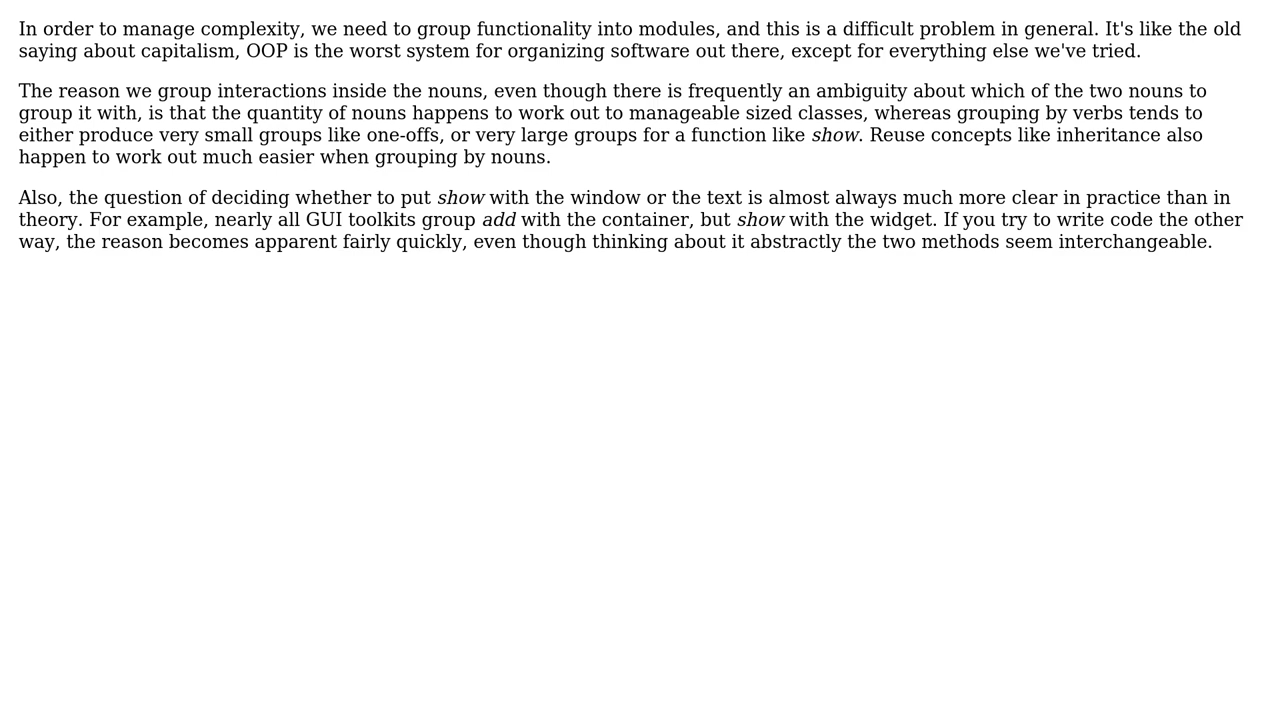 In order to manage complexity, we need to group functionality into modules, and this is a difficult problem in general. It's like the old
saying about capitalism, OOP is the worst system for organizing software out there, except for everything else we've tried.
The reason we group interactions inside the nouns, even though there is frequently an ambiguity about which of the two nouns to
group it with, is that the quantity of nouns happens to work out to manageable sized classes, whereas grouping by verbs tends to
either produce very small groups like one-offs, or very large groups for a function like show. Reuse concepts like inheritance also
happen to work out much easier when grouping by nouns.
Also, the question of deciding whether to put show with the window or the text is almost always much more clear in practice than in
theory. For example, nearly all GUI toolkits group add with the container, but show with the widget. If you try to write code the other
way, the reason becomes apparent fairly quickly, even though thinking about it abstractly the two methods seem interchangeable.